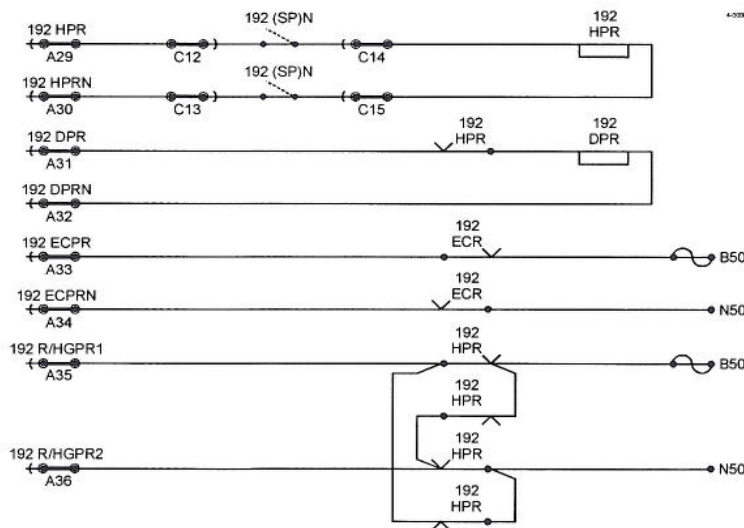 192 (SP)N
192
192 HPR
HPR
A29
C12
C14
192 (SP)N
192 HPRN
A30
C13
C15
192
192
192 DPR
HPR
DPR
A31
192 DPRN
A32
192
192 ECPR
ECR
B50
A33
192
192 ECPRN
ECR
N50
A34
192
192 R/HGPR1
HPR
B50
A35
192
HPR
192
192 R/HGPR2
HPR
N50
A36
192
HPR